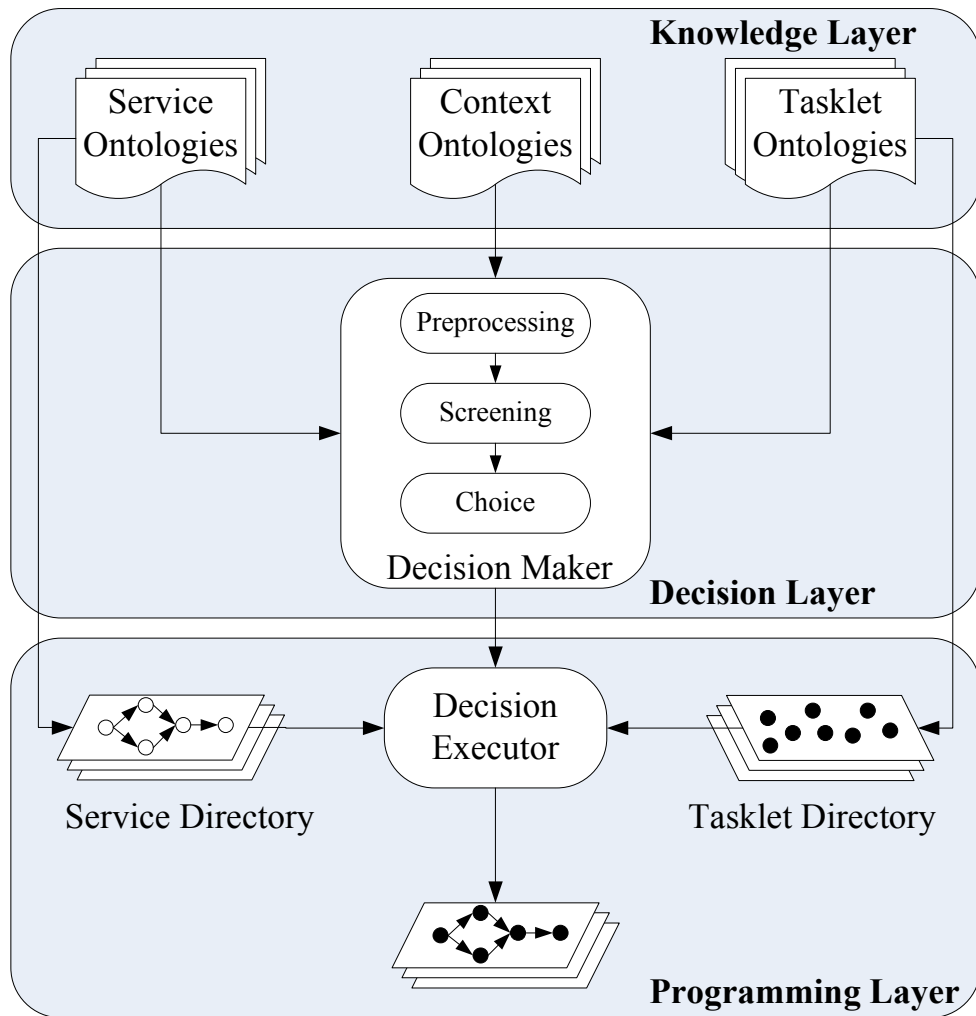 Knowledge Layer
Service
Ontologies
Context
Ontologies
Tasklet
Ontologies
Preprocessing
Screening
Choice
Decision Maker
Decision Layer
Decision
Executor
Service Directory
Tasklet Directory
Programming Layer